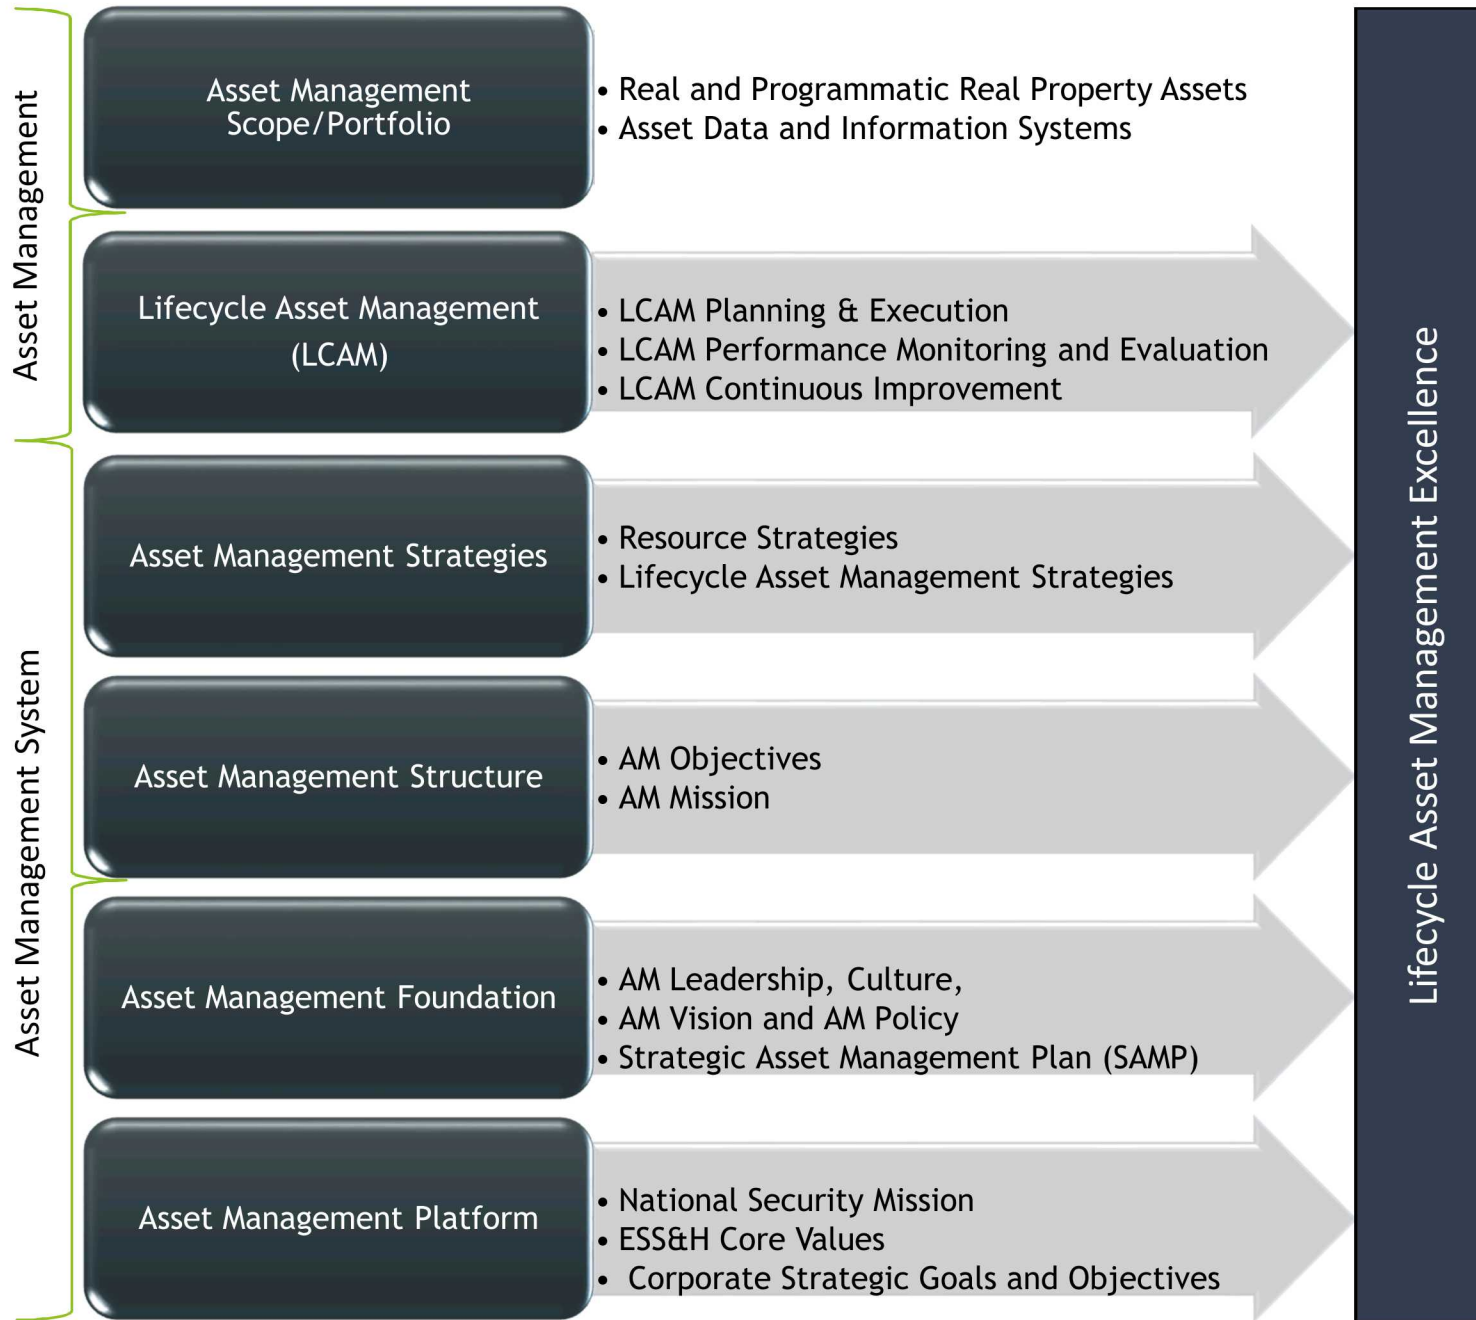 Asset Management
Asset Management
Scope/Portfolio
• Real and Programmatic Real Property Assets
• Asset Data and Information Systems
Lifecycle Asset Management
(LCAM)
• LCAM Planning & Execution
• LCAM Performance Monitoring and Evaluation
• LCAM Continuous Improvement
Asset Management System
Asset Management Strategies
• Resource Strategies
• Lifecycle Asset Management Strategies
Asset Management Structure
• AM Objectives
• AM Mission
Asset Management Foundation
• AM Leadership, Culture,
• AM Vision and AM Policy
• Strategic Asset Management Plan (SAMP)
Asset Management Platform
• National Security Mission
• ESS&H Core Values
• Corporate Strategic Goals and Objectives
Lifecycle Asset Management Excellence